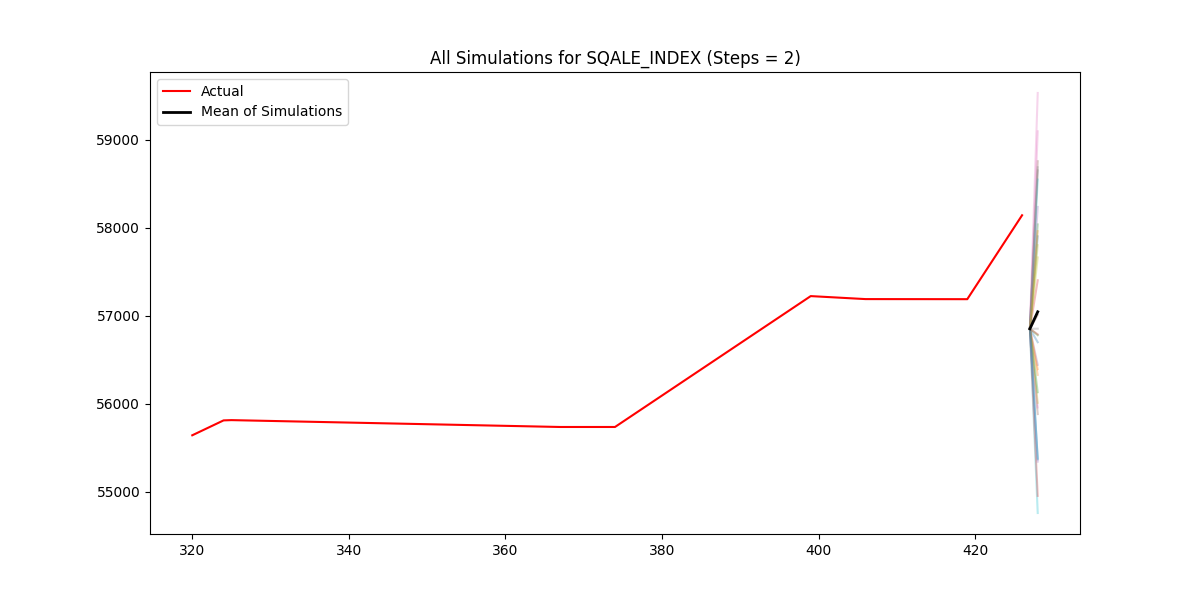 All Simulations for SQALE_INDEX (Steps = 2)
Actual
Mean of Simulations
59000
58000
57000
56000
55000
320 340 360 380 400 420